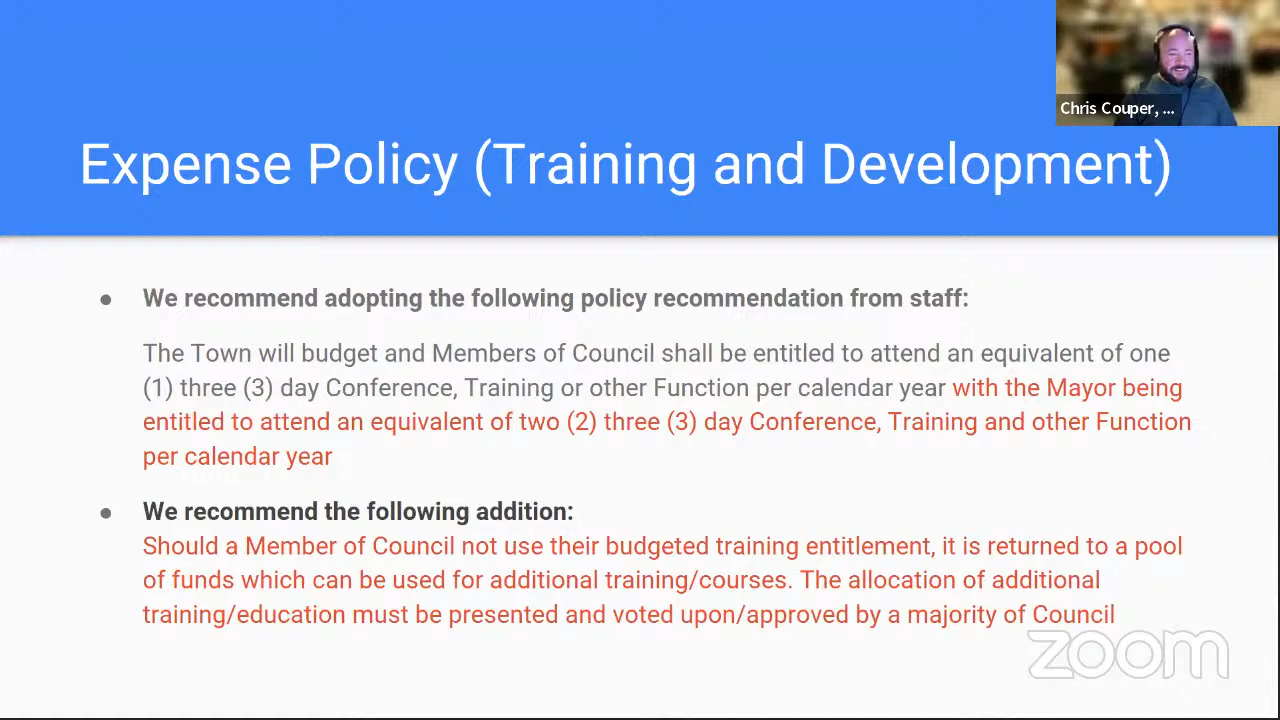 Chris Couper, ...
Expense Policy (Training and Development)
● We recommend adopting the following policy recommendation from staff:
The Town will budget and Members of Council shall be entitled to attend an equivalent of one
(1) three (3) day Conference, Training or other Function per calendar year with the Mayor being
entitled to attend an equivalent of two (2) three (3) day Conference, Training and other Function
per calendar year
● We recommend the following addition:
Should a Member of Council not use their budgeted training entitlement, it is returned to a pool
of funds which can be used for additional training/courses. The allocation of additional
training/education must be presented and voted upon/approved by a majority of Council
zoom